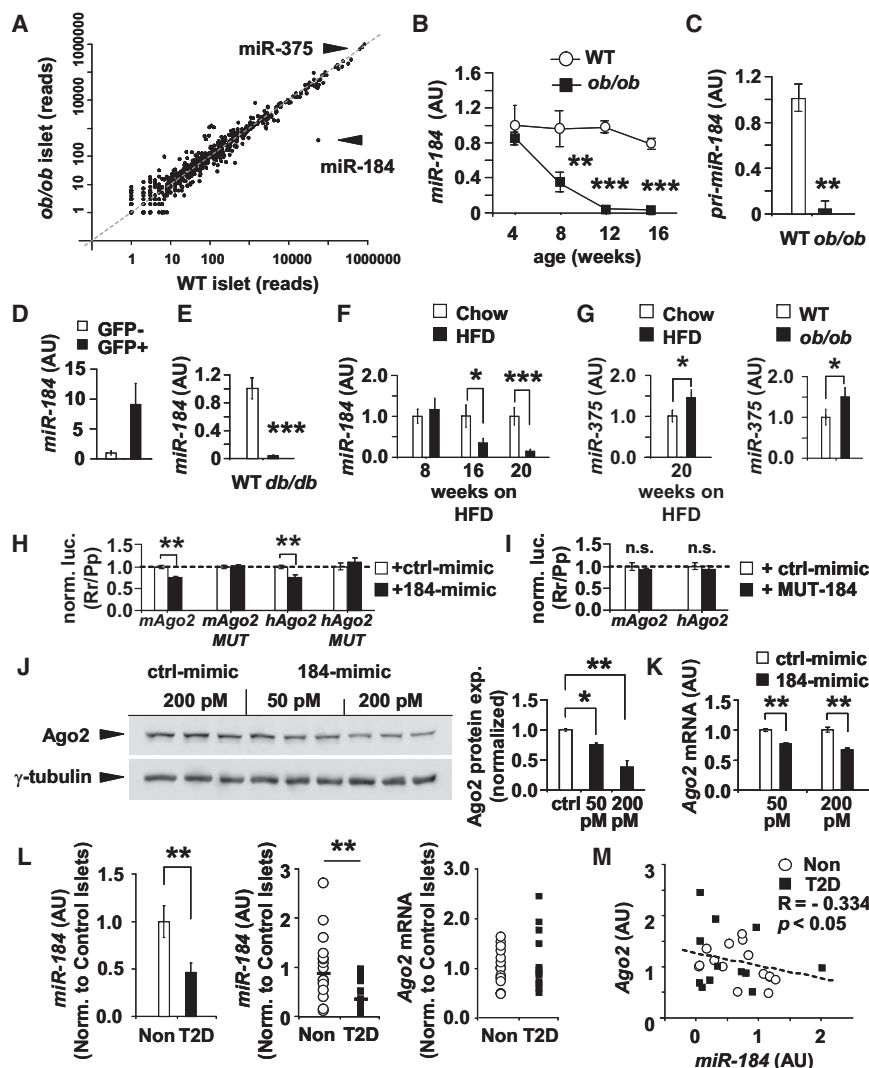 A
ob/ob islet (reads)
1000000
10000
100
10
1
miR-375
miR-184
1
10
100
10000
1000000
WT islet (reads)
B
WT
ob/ob
miR-184 (AU)
1.6
1.2
0.8
0.4
0
**
***
***
4
8
12
16
age (weeks)
C
pri-miR-184 (AU)
1.2
0.8
0.4
0
**
WT ob/ob
D
GFP-
GFP+
miR-184 (AU)
15
10
5
0
E
miR-184 (AU)
1.2
0.8
0.4
0
***
WT db/db
F
Chow
HFD
miR-184 (AU)
2.0
1.0
0.0
*
***
8
16
20
weeks on
HFD
G
Chow
HFD
miR-375 (AU)
2.0
1.0
0.0
*
20
weeks on
HFD
WT
ob/ob
miR-375 (AU)
2.0
1.0
0.0
*
H
norm. luc.
(Rr/Pp)
1.5
1.0
0.5
0.0
**
**
+ctrl-mimic
+184-mimic
mAgo2
mAgo2
MUT
hAgo2
hAgo2
MUT
I
norm. luc.
(Rr/Pp)
1.5
1.0
0.5
0.0
n.s.
n.s.
+ ctrl-mimic
+ MUT-184
mAgo2
hAgo2
J
ctrl-mimic
184-mimic
200 pM
50 pM
200 pM
Ago2
γ-tubulin
Ago2 protein exp.
(normalized)
1.5
1.0
0.5
0.0
**
*
ctrl
50
pM
200
pM
K
ctrl-mimic
184-mimic
Ago2 mRNA (AU)
2.0
1.5
1.0
0.5
0.0
**
**
50
pM
200
pM
L
miR-184 (AU)
(Norm. to Control Islets)
1.5
1.0
0.5
0.0
**
Non T2D
miR-184 (AU)
(Norm. to Control Islets)
3
2
1
0
**
Non T2D
Ago2 mRNA
(Norm. to Control Islets)
3.0
2.0
1.0
0.0
Non T2D
M
Ago2 (AU)
3
2
1
0
Non
T2D
R = - 0.334
p < 0.05
0
1
2
miR-184 (AU)